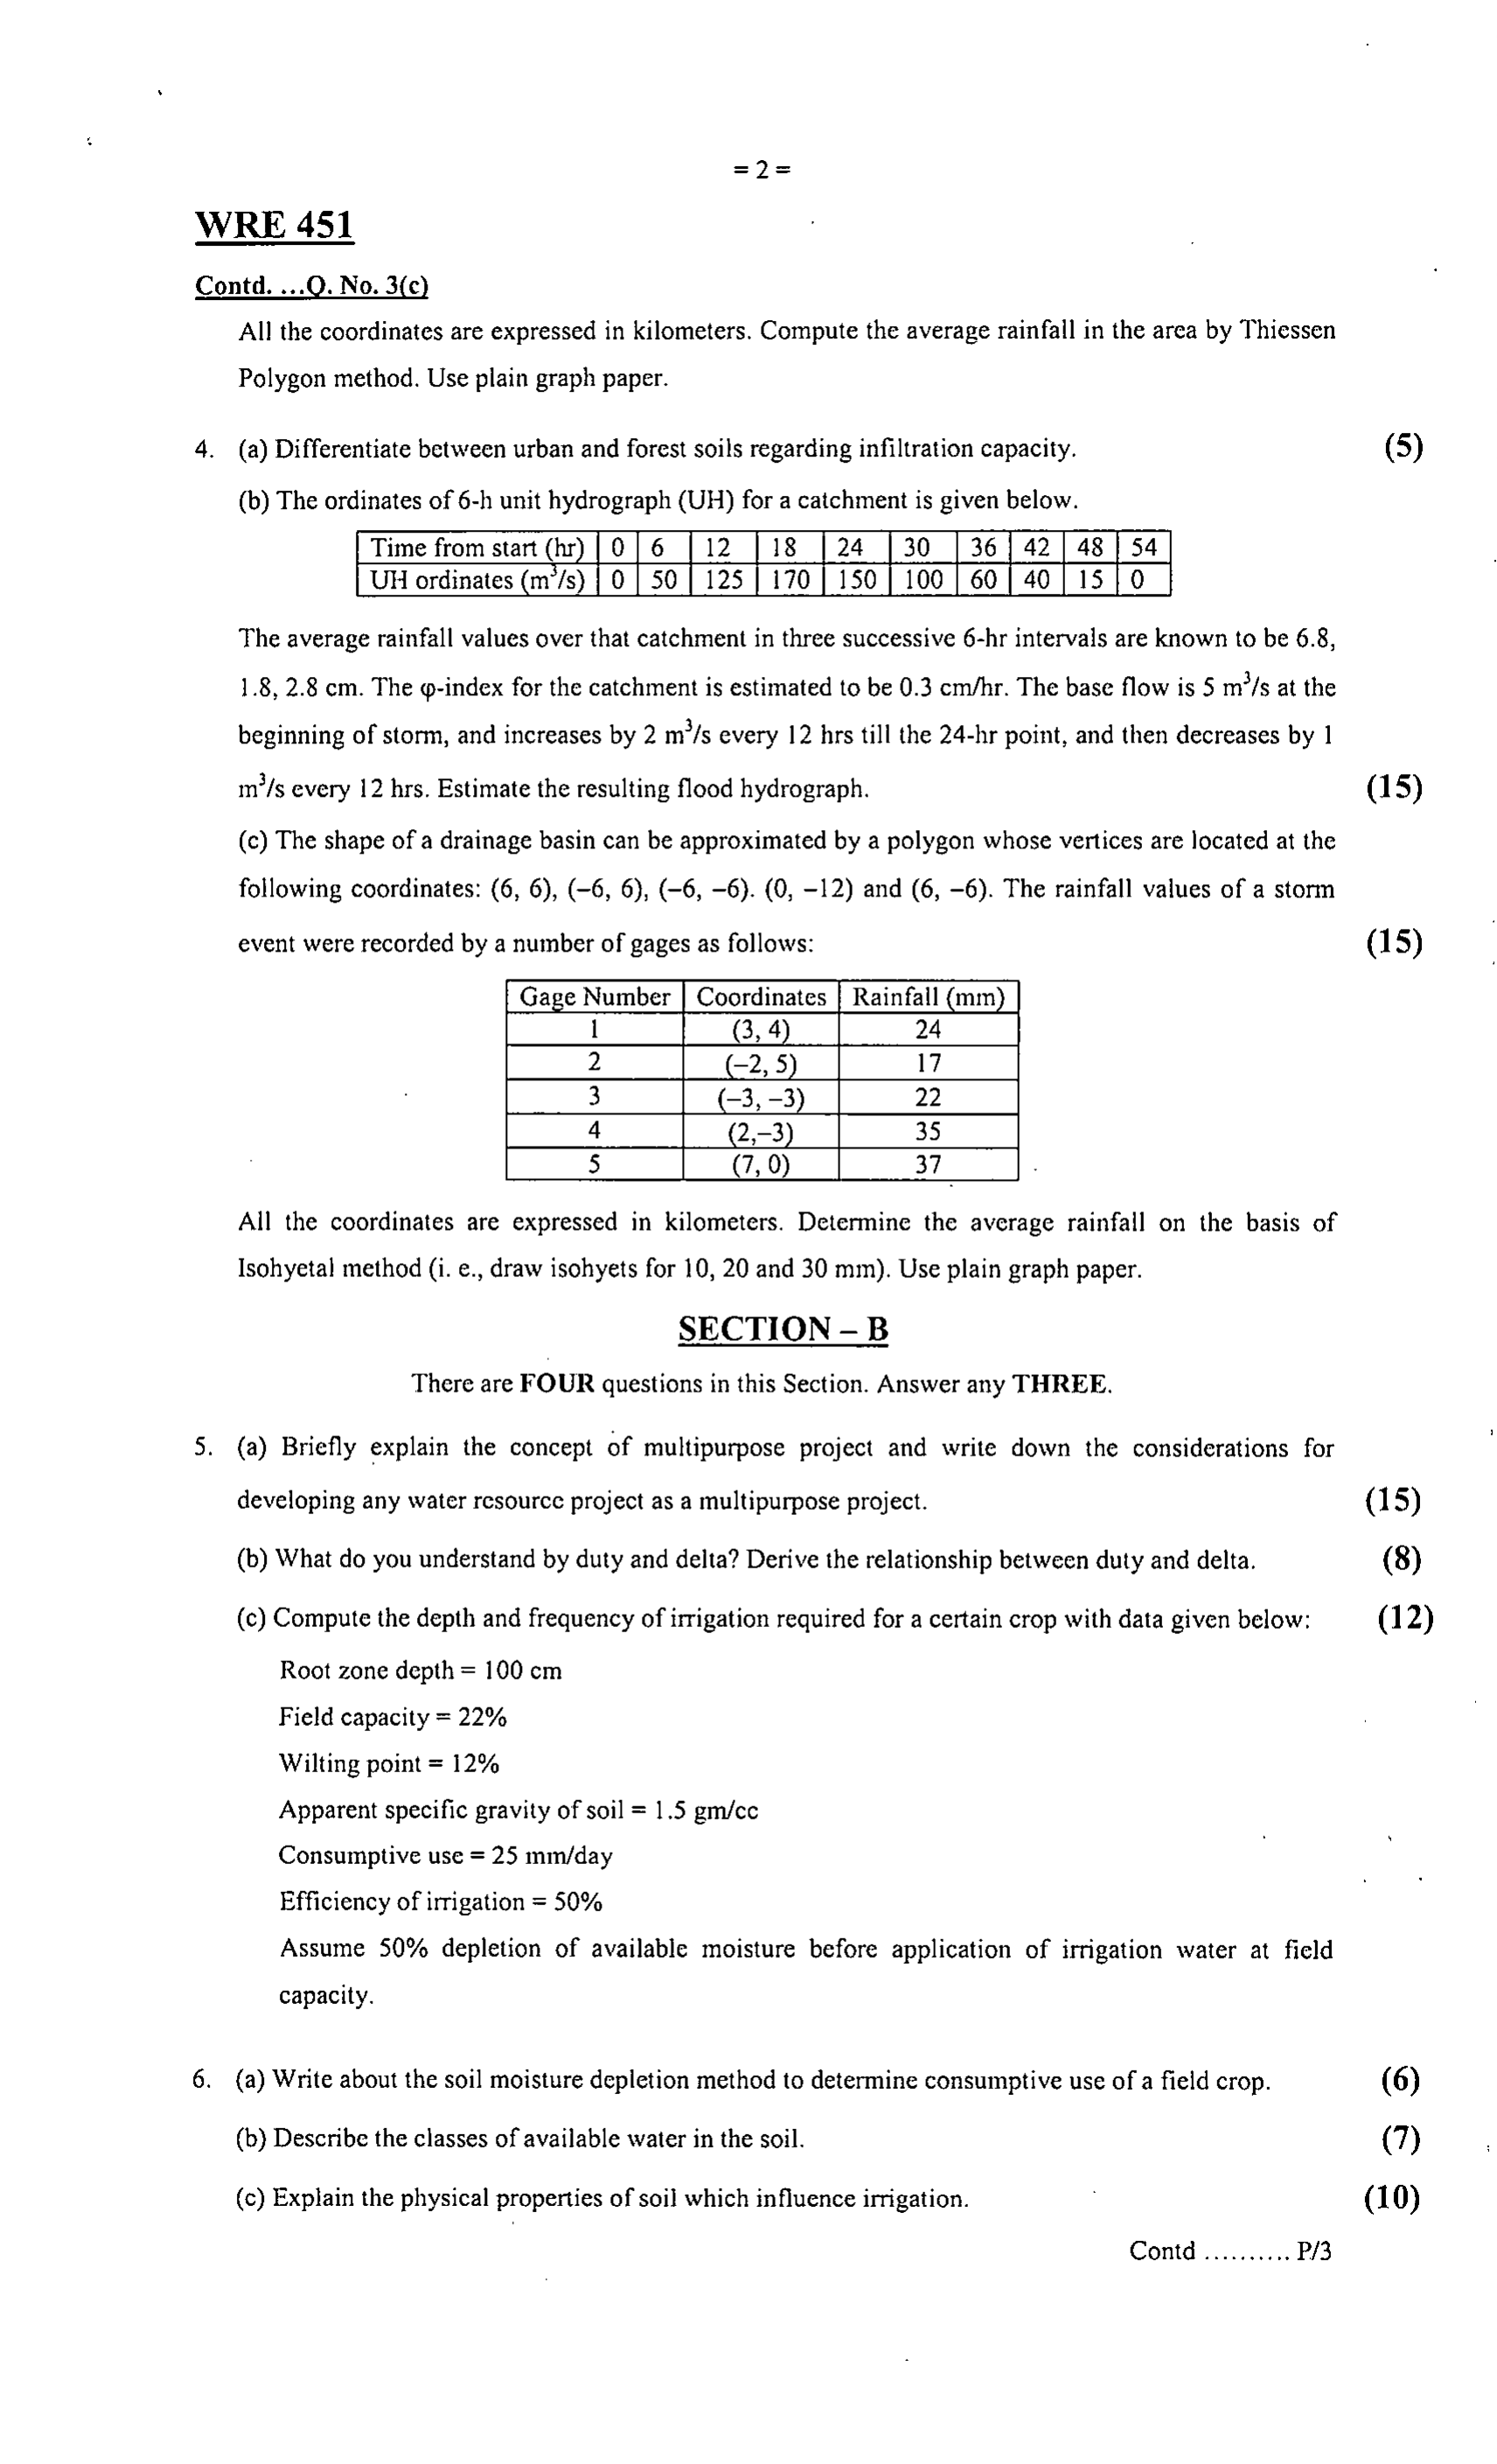 = 2 =
WRE 451
Contd. ...Q. No. 3(c)
All the coordinates are expressed in kilometers. Compute the average rainfall in the area by Thiessen
Polygon method. Use plain graph paper.
4. (a) Differentiate between urban and forest soils regarding infiltration capacity. (5)
(b) The ordinates of 6-h unit hydrograph (UH) for a catchment is given below.
Time from start (hr) 0 6 12 18 24 30 36 42 48 54
UH ordinates (m³/s) 0 50 125 170 150 100 60 40 15 0
The average rainfall values over that catchment in three successive 6-hr intervals are known to be 6.8,
1.8, 2.8 cm. The φ-index for the catchment is estimated to be 0.3 cm/hr. The base flow is 5 m³/s at the
beginning of storm, and increases by 2 m³/s every 12 hrs till the 24-hr point, and then decreases by 1
m³/s every 12 hrs. Estimate the resulting flood hydrograph. (15)
(c) The shape of a drainage basin can be approximated by a polygon whose vertices are located at the
following coordinates: (6, 6), (−6, 6), (−6, −6). (0, −12) and (6, −6). The rainfall values of a storm
event were recorded by a number of gages as follows: (15)
Gage Number Coordinates Rainfall (mm)
1 (3, 4) 24
2 (−2, 5) 17
3 (−3, −3) 22
4 (2,−3) 35
5 (7, 0) 37
All the coordinates are expressed in kilometers. Determine the average rainfall on the basis of
Isohyetal method (i. e., draw isohyets for 10, 20 and 30 mm). Use plain graph paper.
SECTION – B
There are FOUR questions in this Section. Answer any THREE.
5. (a) Briefly explain the concept of multipurpose project and write down the considerations for
developing any water resource project as a multipurpose project. (15)
(b) What do you understand by duty and delta? Derive the relationship between duty and delta. (8)
(c) Compute the depth and frequency of irrigation required for a certain crop with data given below: (12)
Root zone depth = 100 cm
Field capacity = 22%
Wilting point = 12%
Apparent specific gravity of soil = 1.5 gm/cc
Consumptive use = 25 mm/day
Efficiency of irrigation = 50%
Assume 50% depletion of available moisture before application of irrigation water at field
capacity.
6. (a) Write about the soil moisture depletion method to determine consumptive use of a field crop. (6)
(b) Describe the classes of available water in the soil. (7)
(c) Explain the physical properties of soil which influence irrigation. (10)
Contd .......... P/3